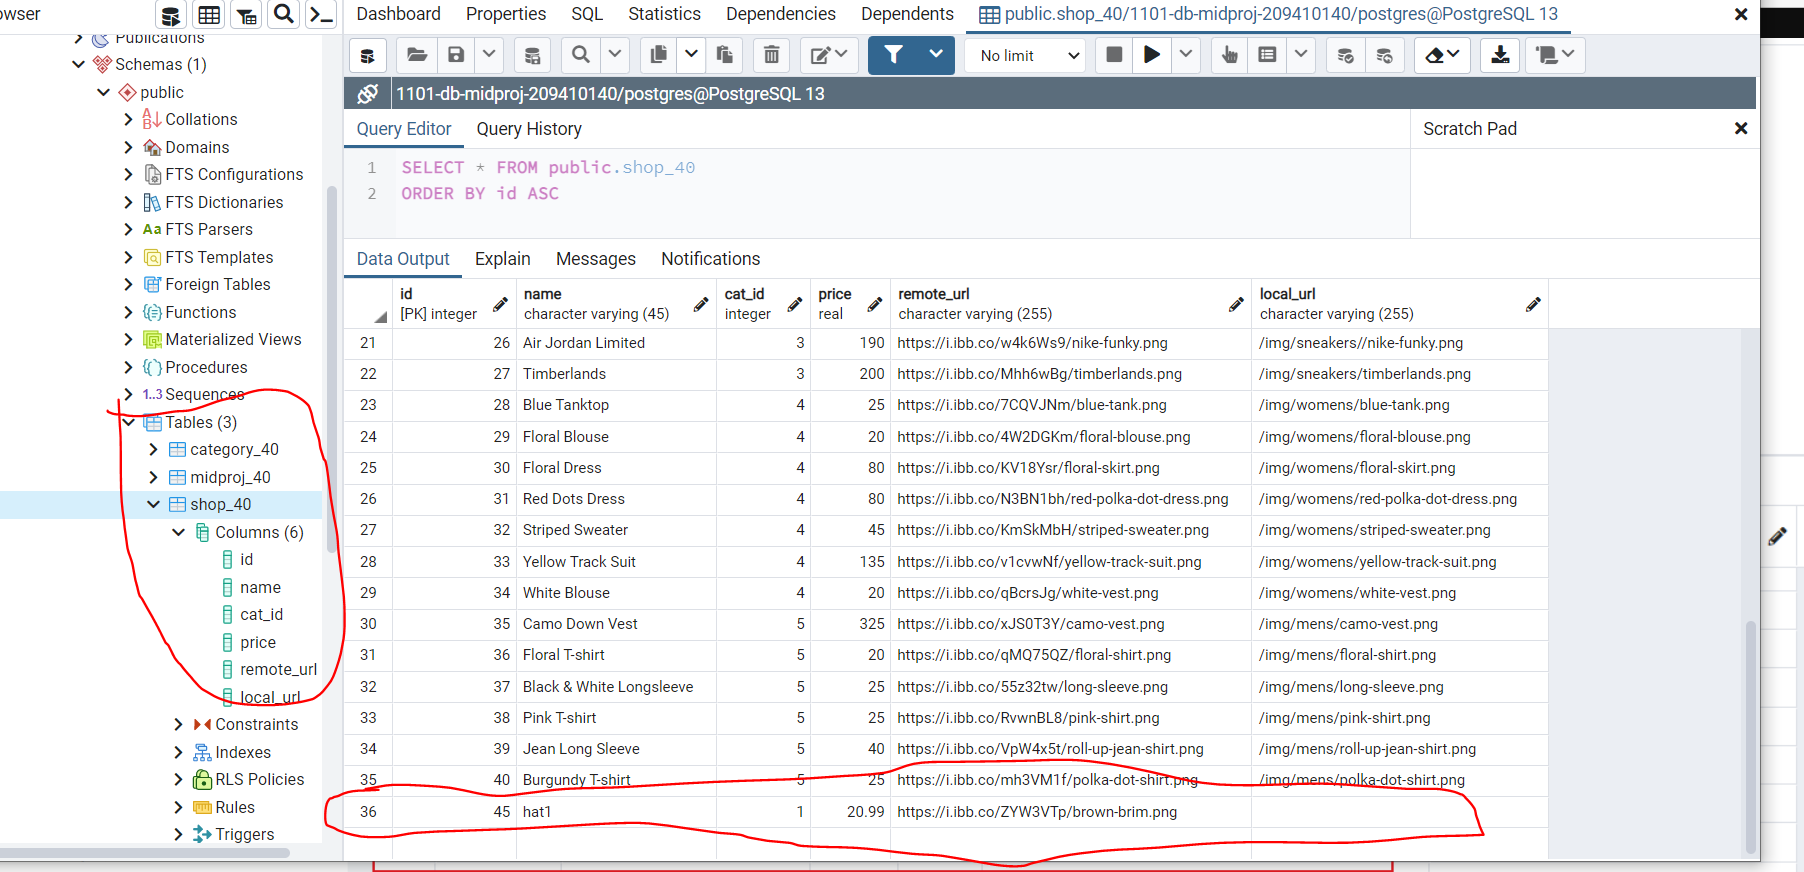 owser
Dashboard Properties SQL Statistics Dependencies Dependents public.shop_40/1101-db-midproj-209410140/postgres@PostgreSQL 13
Publications
Schemas (1)
public
Collations
Domains
FTS Configurations
FTS Dictionaries
Aa FTS Parsers
FTS Templates
Foreign Tables
Functions
Materialized Views
Procedures
1..3 Sequences
Tables (3)
category_40
midproj_40
shop_40
Columns (6)
id
name
cat_id
price
remote_url
local_url
Constraints
Indexes
RLS Policies
Rules
Triggers
No limit
1101-db-midproj-209410140/postgres@PostgreSQL 13
Query Editor Query History
Scratch Pad
1 SELECT * FROM public.shop_40
2 ORDER BY id ASC
Data Output Explain Messages Notifications
id name cat_id price remote_url local_url
[PK] integer character varying (45) integer real character varying (255) character varying (255)
21 26 Air Jordan Limited 3 190 https://i.ibb.co/w4k6Ws9/nike-funky.png /img/sneakers//nike-funky.png
22 27 Timberlands 3 200 https://i.ibb.co/Mhh6wBg/timberlands.png /img/sneakers/timberlands.png
23 28 Blue Tanktop 4 25 https://i.ibb.co/7CQVJNm/blue-tank.png /img/womens/blue-tank.png
24 29 Floral Blouse 4 20 https://i.ibb.co/4W2DGKm/floral-blouse.png /img/womens/floral-blouse.png
25 30 Floral Dress 4 80 https://i.ibb.co/KV18Ysr/floral-skirt.png /img/womens/floral-skirt.png
26 31 Red Dots Dress 4 80 https://i.ibb.co/N3BN1bh/red-polka-dot-dress.png /img/womens/red-polka-dot-dress.png
27 32 Striped Sweater 4 45 https://i.ibb.co/KmSkMbH/striped-sweater.png /img/womens/striped-sweater.png
28 33 Yellow Track Suit 4 135 https://i.ibb.co/v1cvwNf/yellow-track-suit.png /img/womens/yellow-track-suit.png
29 34 White Blouse 4 20 https://i.ibb.co/qBcrsJg/white-vest.png /img/womens/white-vest.png
30 35 Camo Down Vest 5 325 https://i.ibb.co/xJS0T3Y/camo-vest.png /img/mens/camo-vest.png
31 36 Floral T-shirt 5 20 https://i.ibb.co/qMQ75QZ/floral-shirt.png /img/mens/floral-shirt.png
32 37 Black & White Longsleeve 5 25 https://i.ibb.co/55z32tw/long-sleeve.png /img/mens/long-sleeve.png
33 38 Pink T-shirt 5 25 https://i.ibb.co/RvwnBL8/pink-shirt.png /img/mens/pink-shirt.png
34 39 Jean Long Sleeve 5 40 https://i.ibb.co/VpW4x5t/roll-up-jean-shirt.png /img/mens/roll-up-jean-shirt.png
35 40 Burgundy T-shirt 5 25 https://i.ibb.co/mh3VM1f/polka-dot-shirt.png /img/mens/polka-dot-shirt.png
36 45 hat1 1 20.99 https://i.ibb.co/ZYW3VTp/brown-brim.png